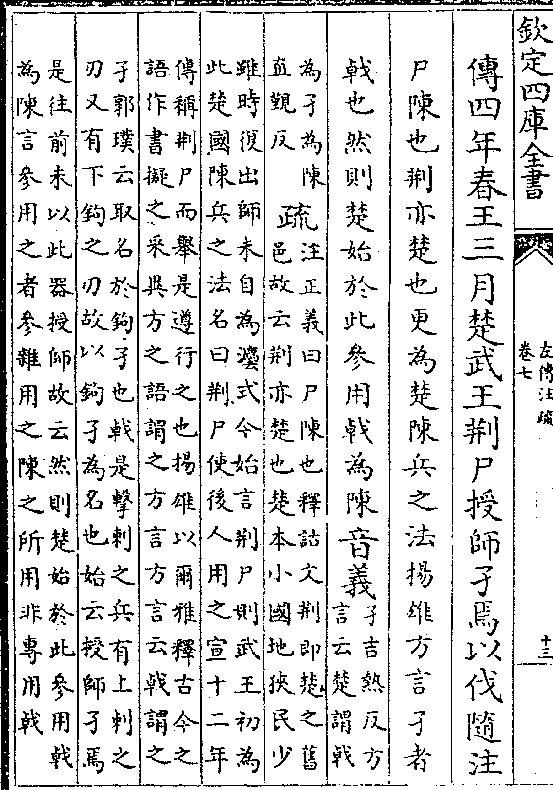 欽定四庫全書
左傳注疏
卷七
十三
傳四年春王三月楚武王荆尸授師孑焉以伐隨注
尸陳也荆亦楚也更為楚陳兵之法揚雄方言孑者
戟也然則楚始於此參用戟為陳音義
孑吉熱反方
言云楚謂戟
為孑為陳
直覲反
疏
注正義曰尸陳也釋詁文荆即楚之舊
邑故云荆亦楚也楚本小國地狹民少
雖時復出師未自為灋式今始言荆尸則武王初為
此楚國陳兵之法名曰荆尸使後人用之宣十二年
傳稱荆尸而舉是遵行之也揚雄以爾雅釋古今之
語作書擬之采異方之語謂之方言方言云戟謂之
孑郭璞云取名於鉤孑也戟是擊刺之兵有上刺之
刃又有下鉤之刃故以鉤孑為名也始云授師孑焉
是往前未以此器授師故云然則楚始於此參用戟
為陳言參用之者參雜用之陳之所用非專用戟